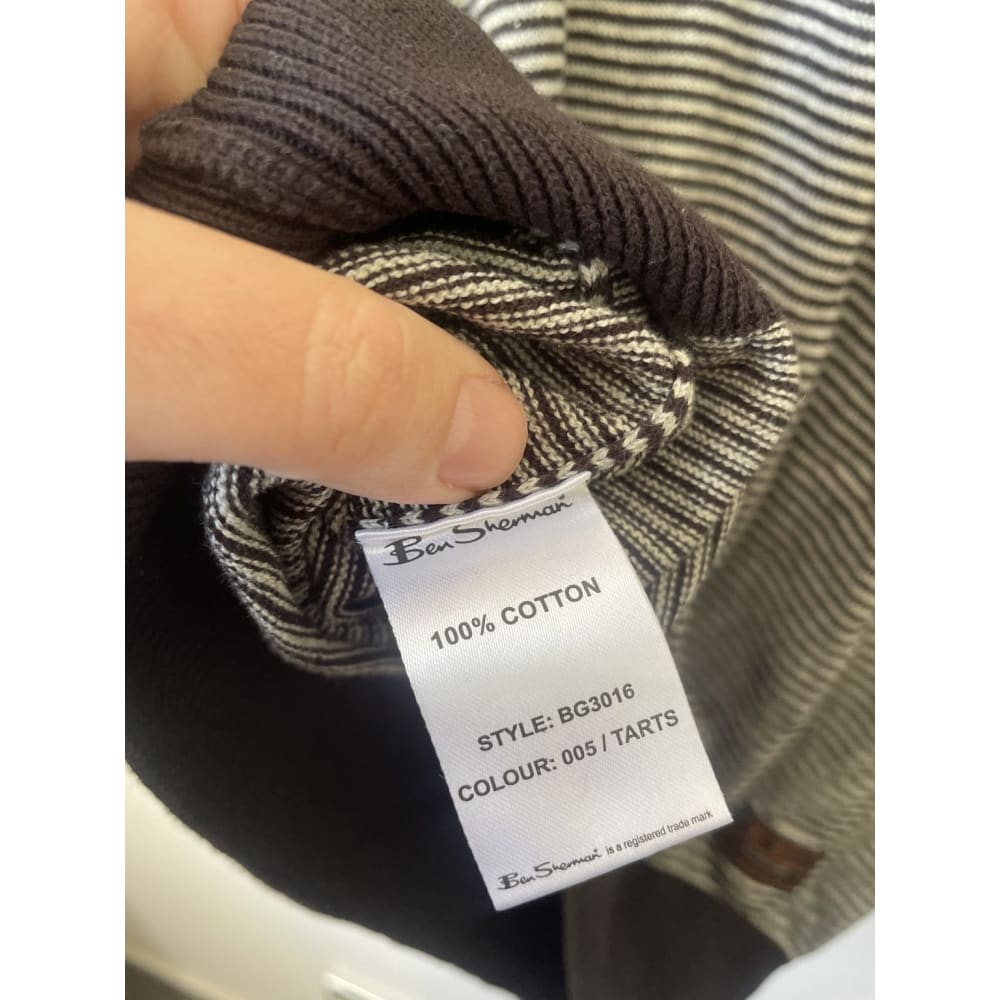 Ben Sherman
100% COTTON
STYLE: BG3016
COLOUR: 005 / TARTS
Ben Sherman is a registered trade mark